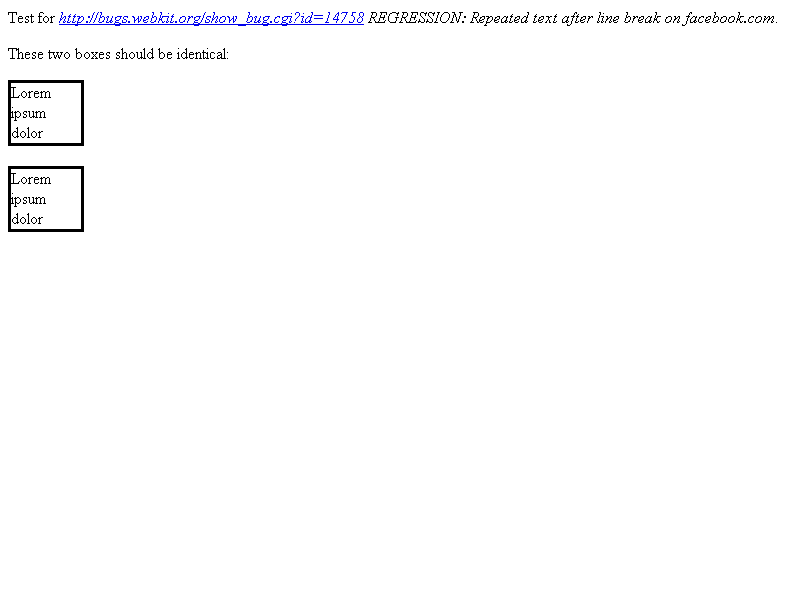 Test for http://bugs.webkit.org/show_bug.cgi?id=14758 REGRESSION: Repeated text after line break on facebook.com.
These two boxes should be identical:
Lorem
ipsum
dolor
Lorem
ipsum
dolor